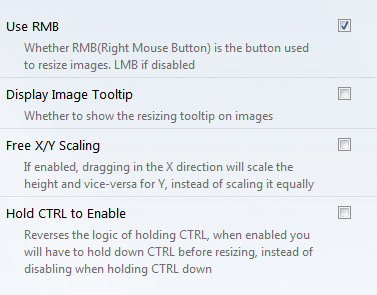 Use RMB
Whether RMB(Right Mouse Button) is the button used
to resize images. LMB if disabled
Display Image Tooltip
Whether to show the resizing tooltip on images
Free X/Y Scaling
If enabled, dragging in the X direction will scale the
height and vice-versa for Y, instead of scaling it equally
Hold CTRL to Enable
Reverses the logic of holding CTRL, when enabled you
will have to hold down CTRL before resizing, instead of
disabling when holding CTRL down